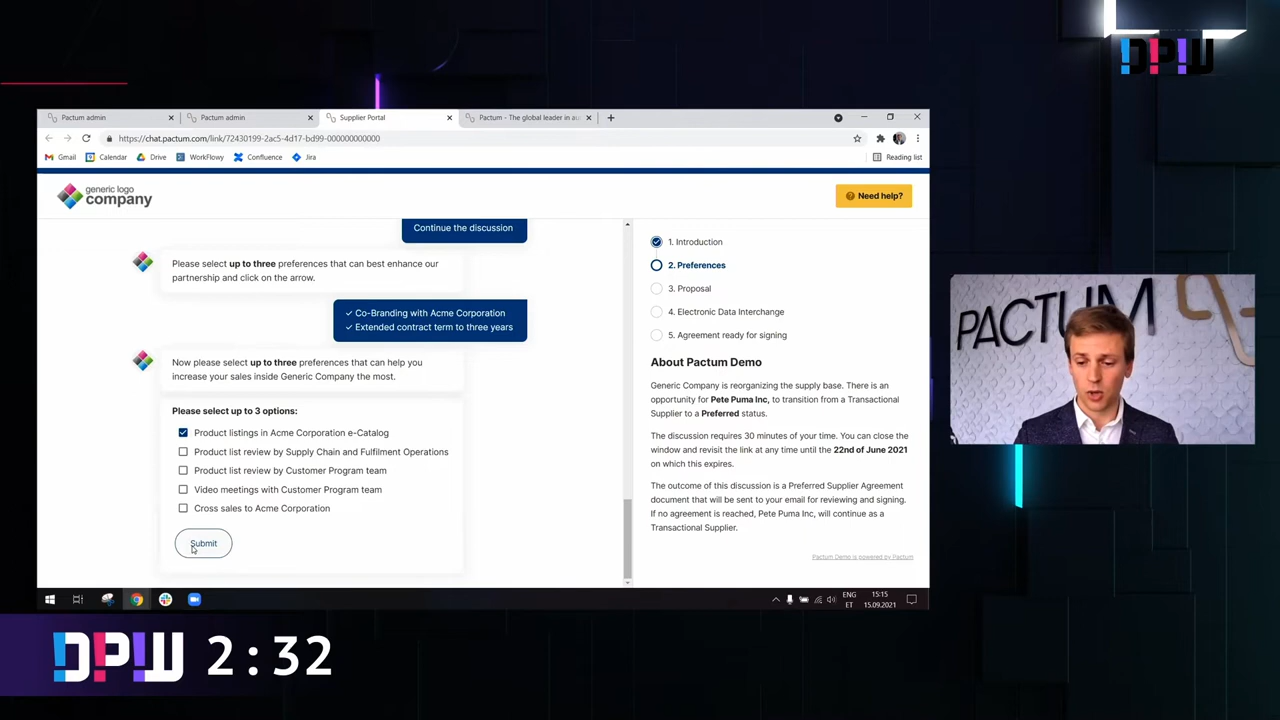 DPW
Pactum admin
Pactum admin
Supplier Portal
Pactum - The global leader in au
https://chat.pactum.com/link/72430199-2ac5-4d17-bd99-000000000000
Gmail
Calendar
Drive
WorkFlowy
Confluence
Jira
Reading list
generic logo
company
Need help?
Continue the discussion
Please select up to three preferences that can best enhance our
partnership and click on the arrow.
✓ Co-Branding with Acme Corporation
✓ Extended contract term to three years
Now please select up to three preferences that can help you
increase your sales inside Generic Company the most.
Please select up to 3 options:
Product listings in Acme Corporation e-Catalog
Product list review by Supply Chain and Fulfilment Operations
Product list review by Customer Program team
Video meetings with Customer Program team
Cross sales to Acme Corporation
Submit
1. Introduction
2. Preferences
3. Proposal
4. Electronic Data Interchange
5. Agreement ready for signing
About Pactum Demo
Generic Company is reorganizing the supply base. There is an
opportunity for Pete Puma Inc, to transition from a Transactional
Supplier to a Preferred status.
The discussion requires 30 minutes of your time. You can close the
window and revisit the link at any time until the 22nd of June 2021
on which this expires.
The outcome of this discussion is a Preferred Supplier Agreement
document that will be sent to your email for reviewing and signing.
If no agreement is reached, Pete Puma Inc, will continue as a
Transactional Supplier.
Pactum Demo is powered by Pactum
ENG
ET
15:15
15.09.2021
PACTUM
DPW 2:32